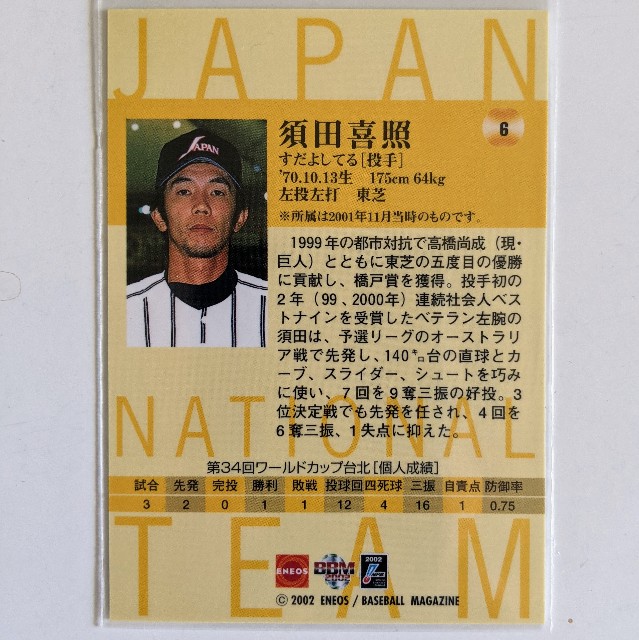 JAPAN
須田喜照
6
すだよしてる[投手]
'70.10.13生 175cm 64kg
左投左打 東芝
※所属は2001年11月当時のものです。
JAPAN
1999年の都市対抗で高橋尚成（現・
巨人）とともに東芝の五度目の優勝
に貢献し、橋戸賞を獲得。投手初の
2年（99、2000年）連続社会人ベスト
ナインを受賞したベテラン左腕の
須田は、予選リーグのオーストラリ
ア戦で先発し、140㌔台の直球とカ
ーブ、スライダー、シュートを巧み
に使い、7回を9奪三振の好投。3
位決定戦でも先発を任され、4回を
6奪三振、1失点に抑えた。
NATIONAL
第34回ワールドカップ台北[個人成績]
試合 先発 完投 勝利 敗戦 投球回 四死球 三振 自責点 防御率
3 2 0 1 1 12 4 16 1 0.75
TEAM
ENEOS BBM 2002 2002
© 2002 ENEOS / BASEBALL MAGAZINE